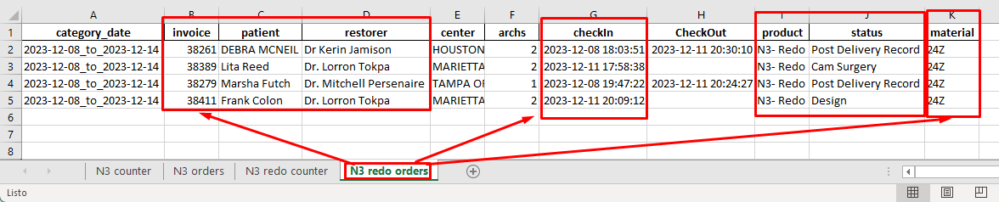 A B C D E F G H I J K
1 category_date invoice patient restorer center archs checkIn CheckOut product status material
2 2023-12-08_to_2023-12-14 38261 DEBRA MCNEIL Dr Kerin Jamison HOUSTON 2 2023-12-08 18:03:51 2023-12-11 20:30:10 N3- Redo Post Delivery Record 24Z
3 2023-12-08_to_2023-12-14 38389 Lita Reed Dr. Lorron Tokpa MARIETTA 2 2023-12-11 17:58:38 N3- Redo Cam Surgery 24Z
4 2023-12-08_to_2023-12-14 38279 Marsha Futch Dr. Mitchell Persenaire TAMPA OF 1 2023-12-08 19:47:22 2023-12-11 20:24:27 N3- Redo Post Delivery Record 24Z
5 2023-12-08_to_2023-12-14 38411 Frank Colon Dr. Lorron Tokpa MARIETTA 2 2023-12-11 20:09:12 N3- Redo Design 24Z
6
7
8
N3 counter N3 orders N3 redo counter N3 redo orders
Listo